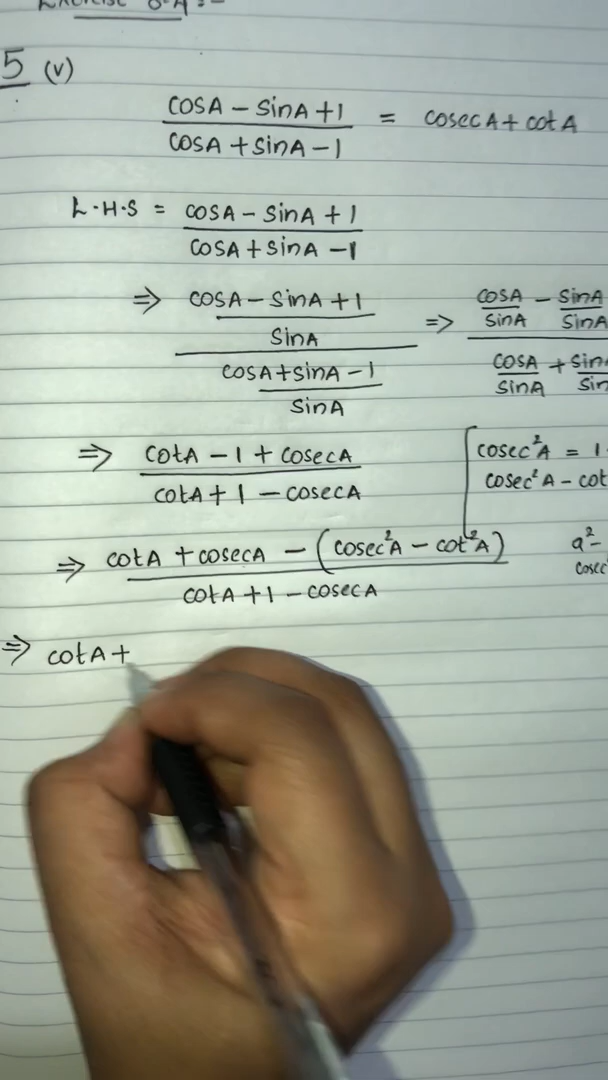 5 (v)
cosA - sinA + 1 / cosA + sinA - 1 = cosecA + cotA
L.H.S = cosA - sinA + 1 / cosA + sinA - 1
⇒ (cosA - sinA + 1 / sinA) / (cosA + sinA - 1 / sinA) ⇒ (cosA/sinA - sinA/sinA) / (cosA/sinA +
⇒ cotA - 1 + cosecA / cotA + 1 - cosecA
cosec²A = 1
cosec²A - cot
⇒ cotA + cosecA - (cosec²A - cot²A) / cotA + 1 - cosecA
a² -
cosec
⇒ cotA +